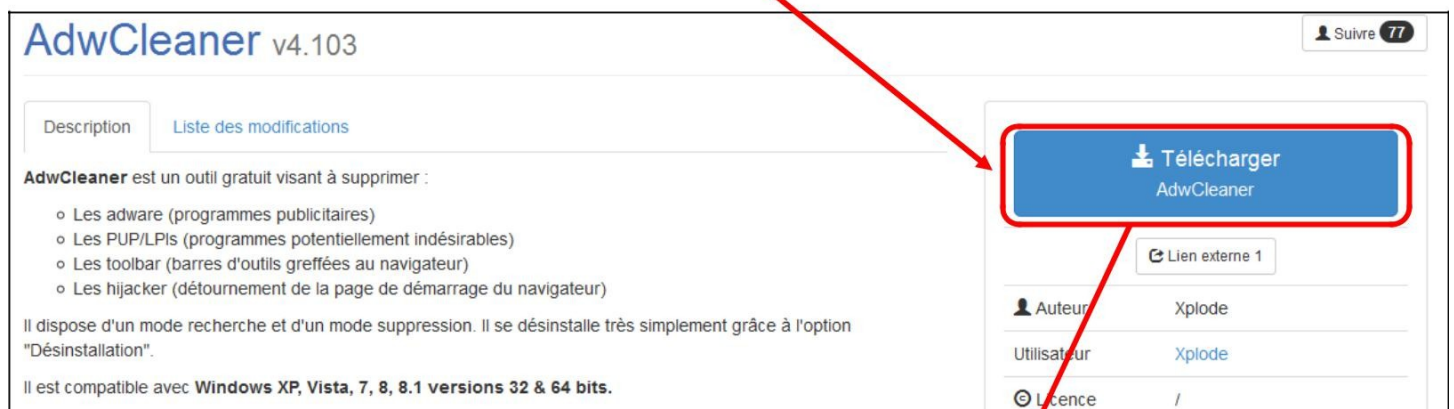 AdwCleaner v4.103
Suivre 77
Description Liste des modifications
AdwCleaner est un outil gratuit visant à supprimer :
Les adware (programmes publicitaires)
Les PUP/LPIs (programmes potentiellement indésirables)
Les toolbar (barres d'outils greffées au navigateur)
Les hijacker (détournement de la page de démarrage du navigateur)
Il dispose d'un mode recherche et d'un mode suppression. Il se désinstalle très simplement grâce à l'option
"Désinstallation".
Il est compatible avec Windows XP, Vista, 7, 8, 8.1 versions 32 & 64 bits.
Télécharger
AdwCleaner
Lien externe 1
Auteur Xplode
Utilisateur Xplode
© Licence /